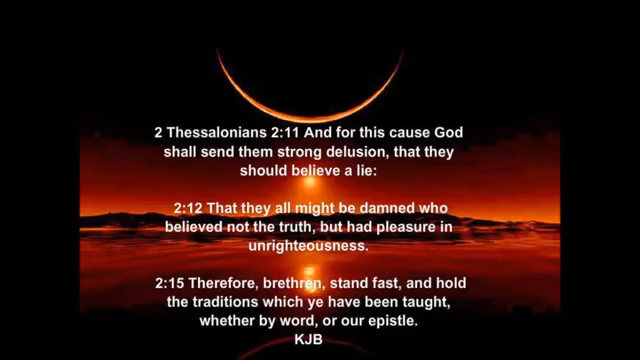 2 Thessalonians 2:11 And for this cause God
shall send them strong delusion, that they
should believe a lie:
2:12 That they all might be damned who
believed not the truth, but had pleasure in
unrighteousness.
2:15 Therefore, brethren, stand fast, and hold
the traditions which ye have been taught,
whether by word, or our epistle.
KJB